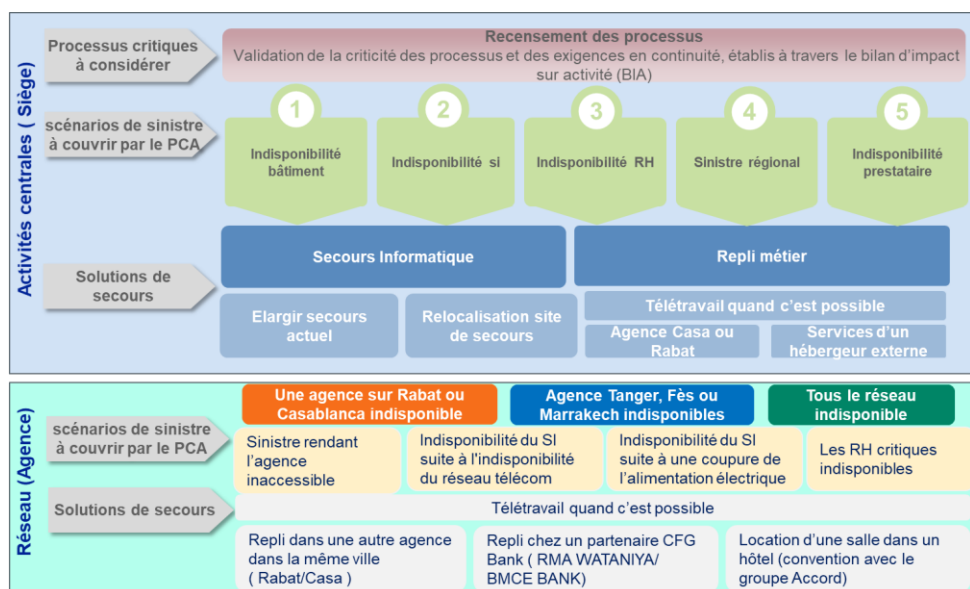 Activités centrales ( Siège)
Processus critiques
à considérer
Recensement des processus
Validation de la criticité des processus et des exigences en continuité, établis à travers le bilan d'impact
sur activité (BIA)
scénarios de sinistre
à couvrir par le PCA
1
Indisponibilité
bâtiment
2
Indisponibilité si
3
Indisponibilité RH
4
Sinistre régional
5
Indisponibilité
prestataire
Solutions de
secours
Secours Informatique
Repli métier
Elargir secours
actuel
Relocalisation site
de secours
Télétravail quand c'est possible
Agence Casa ou
Rabat
Services d'un
hébergeur externe
Réseau (Agence)
scénarios de sinistre
à couvrir par le PCA
Une agence sur Rabat ou
Casablanca indisponible
Agence Tanger, Fès ou
Marrakech indisponibles
Tous le réseau
indisponible
Sinistre rendant
l'agence
inaccessible
Indisponibilité du SI
suite à l'indisponibilité
du réseau télécom
Indisponibilité du SI
suite à une coupure de
l'alimentation électrique
Les RH critiques
indisponibles
Solutions de secours
Télétravail quand c'est possible
Repli dans une autre agence
dans la même ville
( Rabat/Casa )
Repli chez un partenaire CFG
Bank ( RMA WATANIYA/
BMCE BANK)
Location d'une salle dans un
hôtel (convention avec le
groupe Accord)